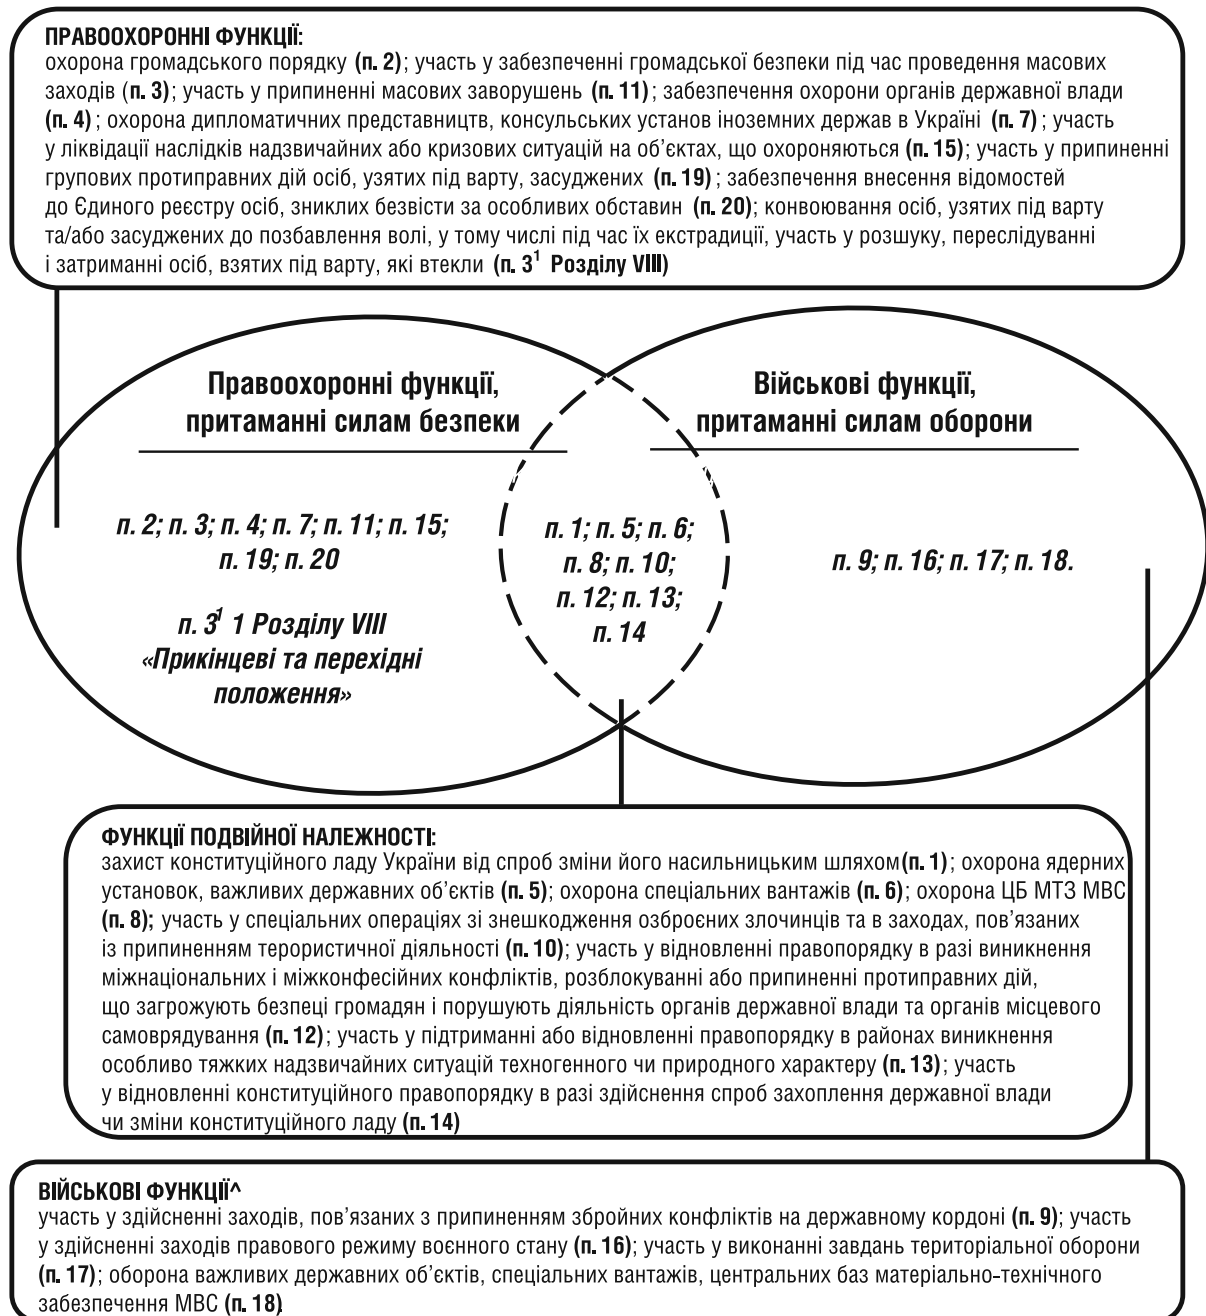 ПРАВООХОРОННІ ФУНКЦІЇ:
охорона громадського порядку (п. 2); участь у забезпеченні громадської безпеки під час проведення масових
заходів (п. 3); участь у припиненні масових заворушень (п. 11); забезпечення охорони органів державної влади
(п. 4); охорона дипломатичних представництв, консульських установ іноземних держав в Україні (п. 7); участь
у ліквідації наслідків надзвичайних або кризових ситуацій на об’єктах, що охороняються (п. 15); участь у припиненні
групових протиправних дій осіб, узятих під варту, засуджених (п. 19); забезпечення внесення відомостей
до Єдиного реєстру осіб, зниклих безвісти за особливих обставин (п. 20); конвоювання осіб, узятих під варту
та/або засуджених до позбавлення волі, у тому числі під час їх екстрадиції, участь у розшуку, переслідуванні
і затриманні осіб, взятих під варту, які втекли (п. 3¹ Розділу VIII)
Правоохоронні функції,
притаманні силам безпеки
п. 2; п. 3; п. 4; п. 7; п. 11; п. 15;
п. 19; п. 20
п. 3¹ 1 Розділу VIII
«Прикінцеві та перехідні
положення»
п. 1; п. 5; п. 6;
п. 8; п. 10;
п. 12; п. 13;
п. 14
Військові функції,
притаманні силам оборони
п. 9; п. 16; п. 17; п. 18.
ФУНКЦІЇ ПОДВІЙНОЇ НАЛЕЖНОСТІ:
захист конституційного ладу України від спроб зміни його насильницьким шляхом(п. 1); охорона ядерних
установок, важливих державних об’єктів (п. 5); охорона спеціальних вантажів (п. 6); охорона ЦБ МТЗ МВС
(п. 8); участь у спеціальних операціях зі знешкодження озброєних злочинців та в заходах, пов’язаних
із припиненням терористичної діяльності (п. 10); участь у відновленні правопорядку в разі виникнення
міжнаціональних і міжконфесійних конфліктів, розблокуванні або припиненні протиправних дій,
що загрожують безпеці громадян і порушують діяльність органів державної влади та органів місцевого
самоврядування (п. 12); участь у підтриманні або відновленні правопорядку в районах виникнення
особливо тяжких надзвичайних ситуацій техногенного чи природного характеру (п. 13); участь
у відновленні конституційного правопорядку в разі здійснення спроб захоплення державної влади
чи зміни конституційного ладу (п. 14)
ВІЙСЬКОВІ ФУНКЦІЇ^
участь у здійсненні заходів, пов’язаних з припиненням збройних конфліктів на державному кордоні (п. 9); участь
у здійсненні заходів правового режиму воєнного стану (п. 16); участь у виконанні завдань територіальної оборони
(п. 17); оборона важливих державних об’єктів, спеціальних вантажів, центральних баз матеріально-технічного
забезпечення МВС (п. 18)